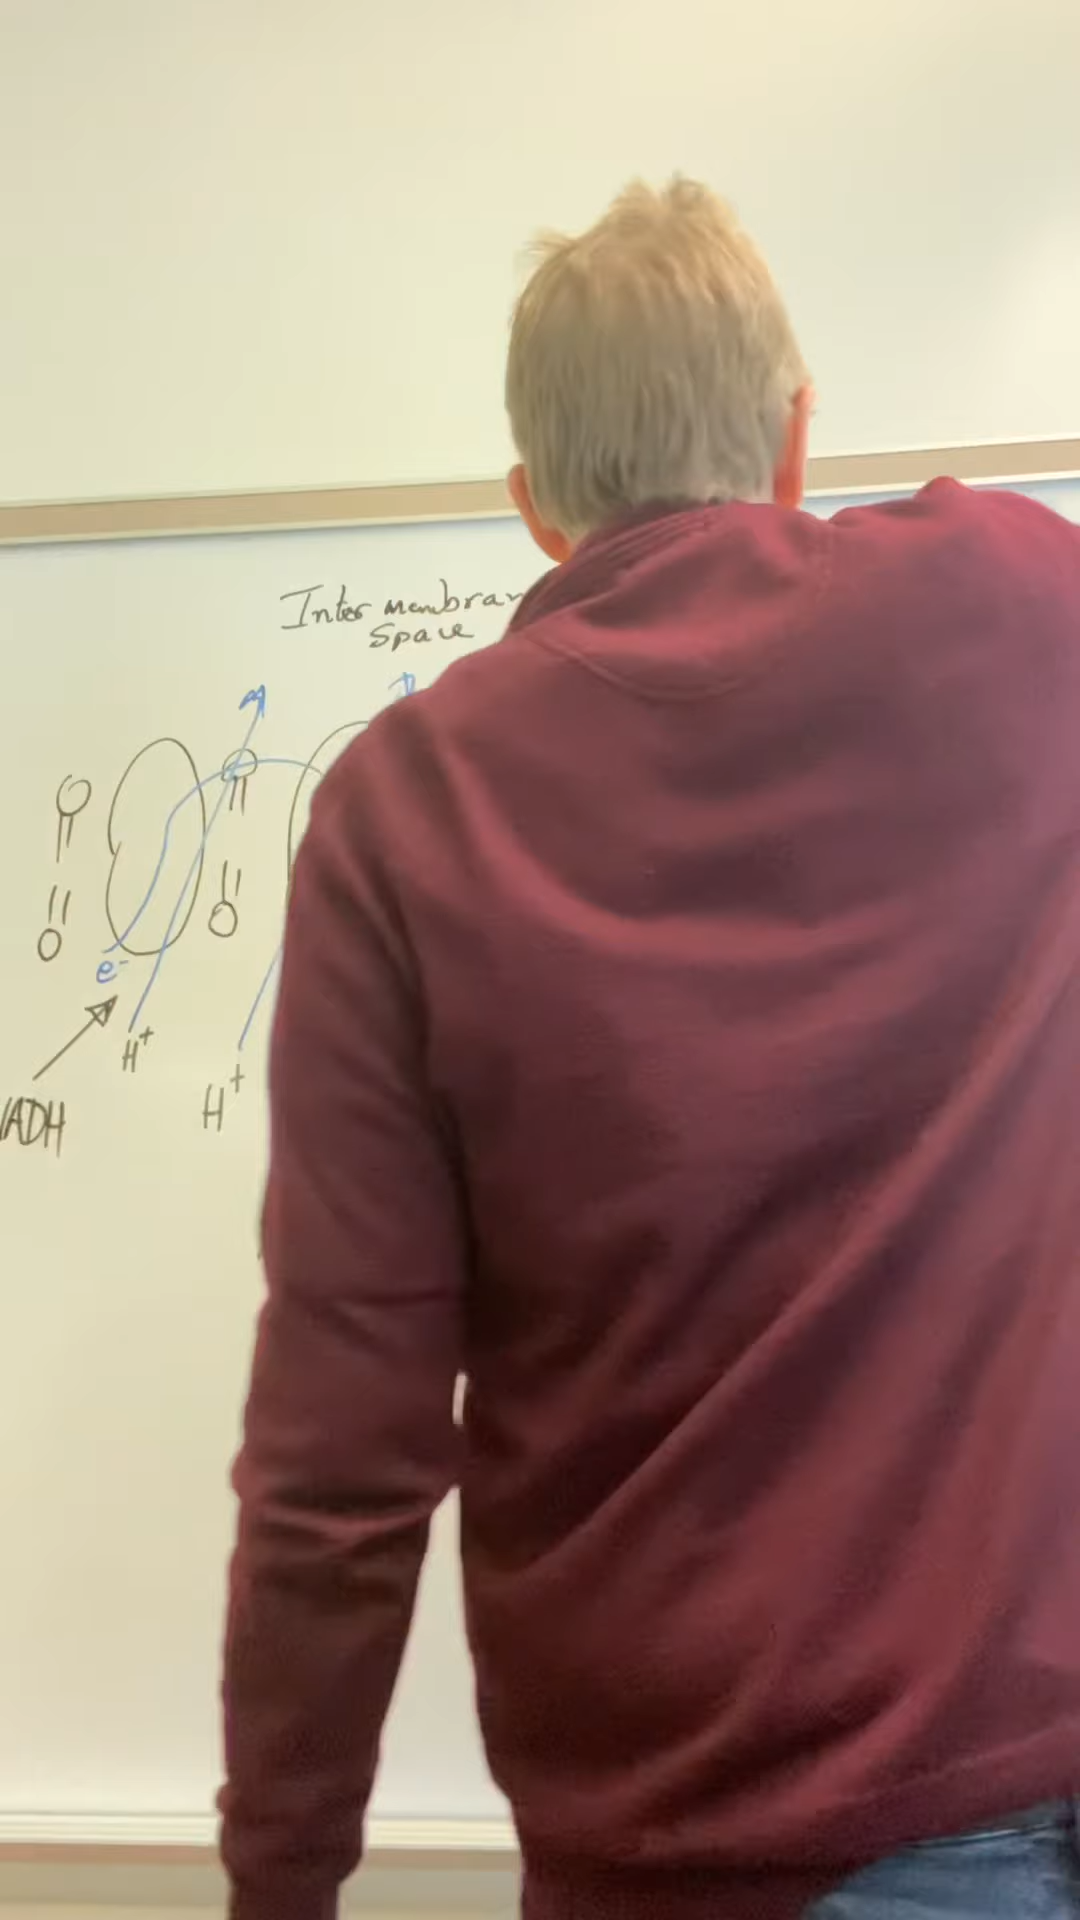 Inter membran
Space
e-
H+
H+
NADH